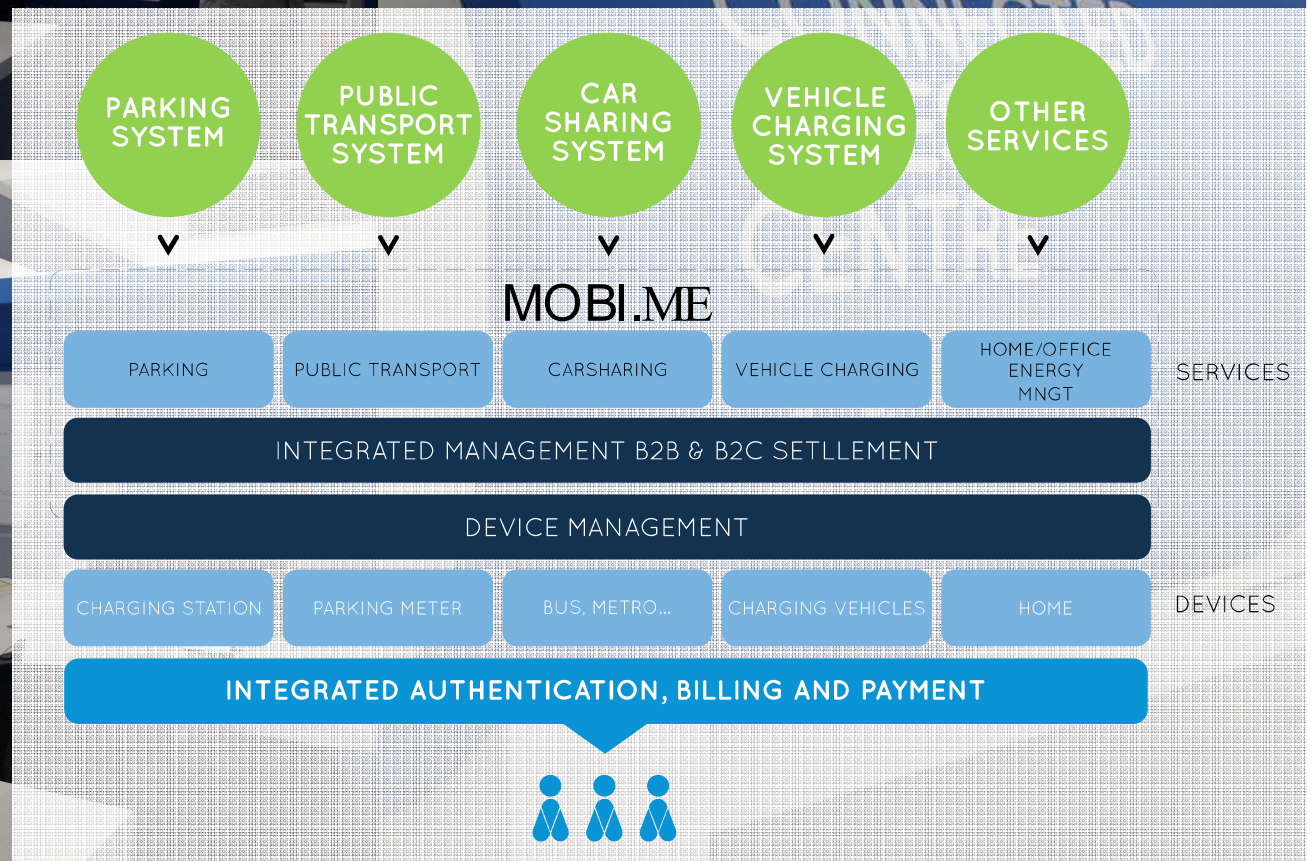 CONNECTED
CENTRE
PARKING
SYSTEM
PUBLIC
TRANSPORT
SYSTEM
CAR
SHARING
SYSTEM
VEHICLE
CHARGING
SYSTEM
OTHER
SERVICES
MOBI.ME
PARKING
PUBLIC TRANSPORT
CARSHARING
VEHICLE CHARGING
HOME/OFFICE
ENERGY
MNGT
SERVICES
INTEGRATED MANAGEMENT B2B & B2C SETLLEMENT
DEVICE MANAGEMENT
CHARGING STATION
PARKING METER
BUS, METRO...
CHARGING VEHICLES
HOME
DEVICES
INTEGRATED AUTHENTICATION, BILLING AND PAYMENT